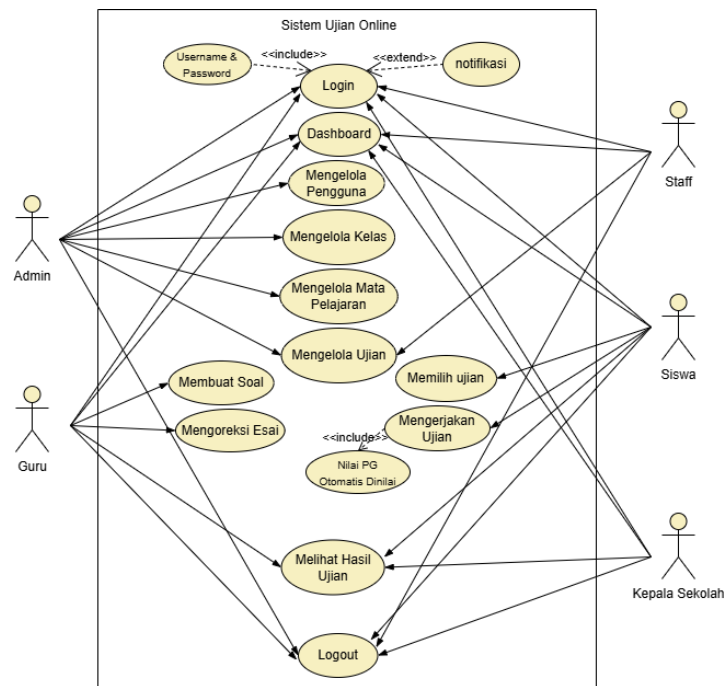 Sistem Ujian Online
Username &
Password
<<include>>
<<extend>>
notifikasi
Login
Dashboard
Mengelola
Pengguna
Staff
Mengelola Kelas
Admin
Mengelola Mata
Pelajaran
Mengelola Ujian
Siswa
Membuat Soal
Memilih ujian
Mengoreksi Esai
Mengerjakan
Ujian
<<include>>
Guru
Nilai PG
Otomatis Dinilai
Melihat Hasil
Ujian
Kepala Sekolah
Logout